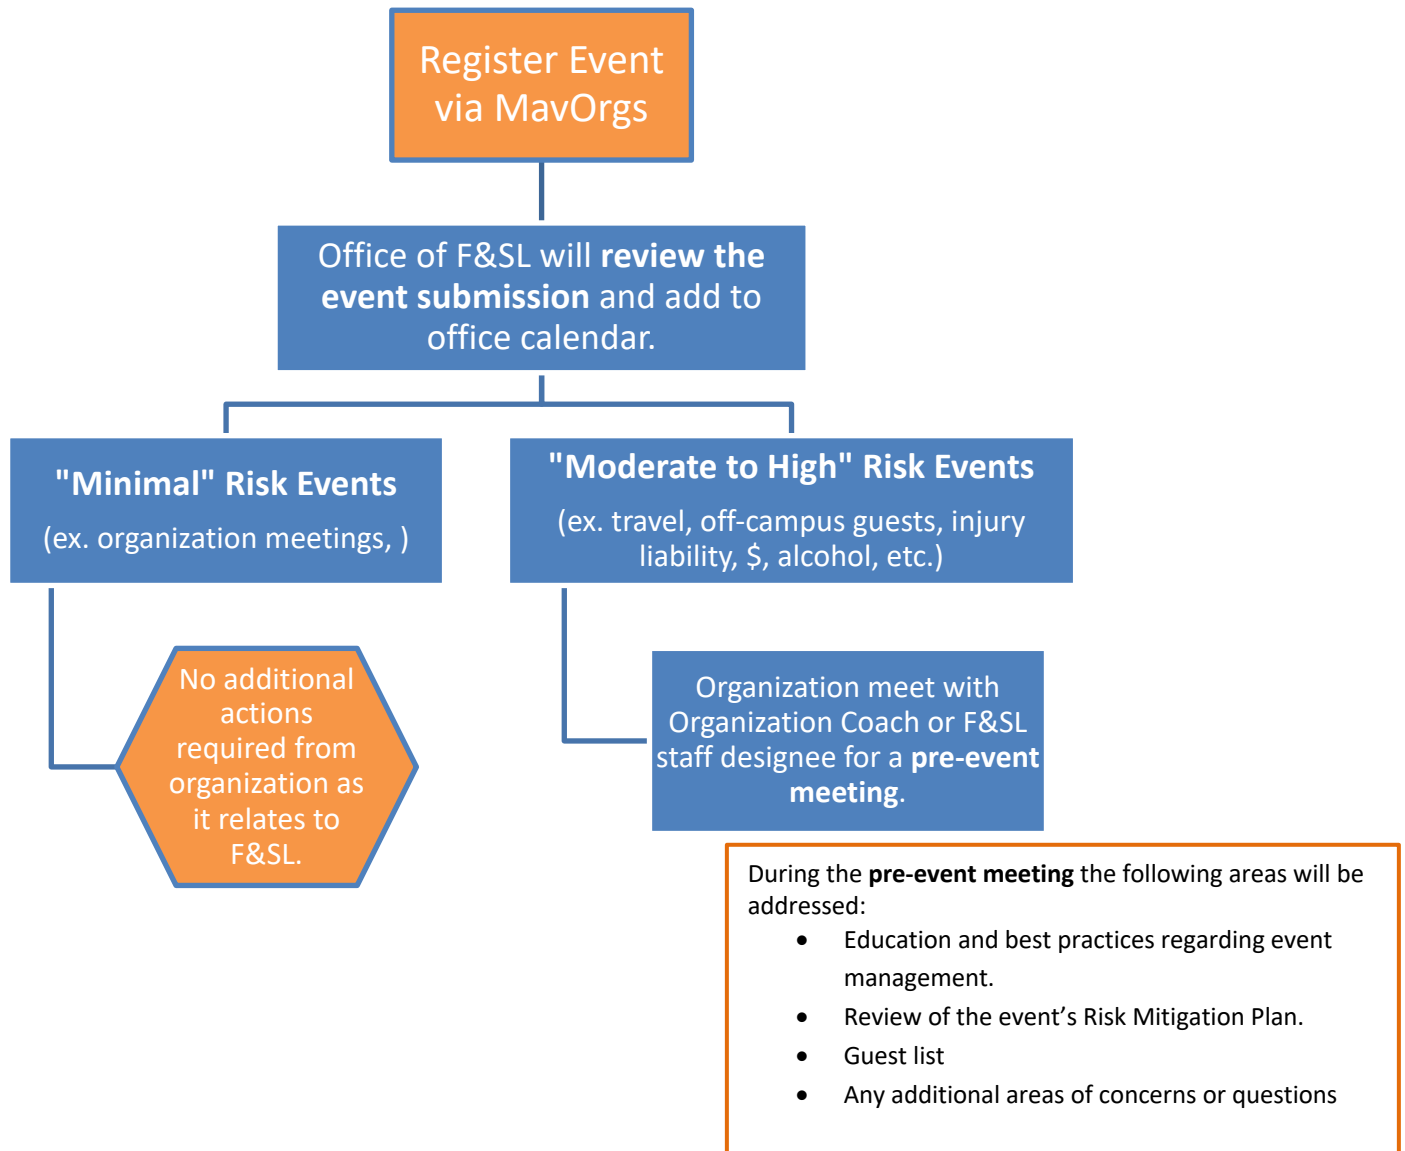 Register Event
via MavOrgs
Office of F&SL will review the
event submission and add to
office calendar.
"Minimal" Risk Events
(ex. organization meetings, )
"Moderate to High" Risk Events
(ex. travel, off-campus guests, injury
liability, $, alcohol, etc.)
No additional
actions
required from
organization as
it relates to
F&SL.
Organization meet with
Organization Coach or F&SL
staff designee for a pre-event
meeting.
During the pre-event meeting the following areas will be
addressed:
• Education and best practices regarding event
management.
• Review of the event’s Risk Mitigation Plan.
• Guest list
• Any additional areas of concerns or questions